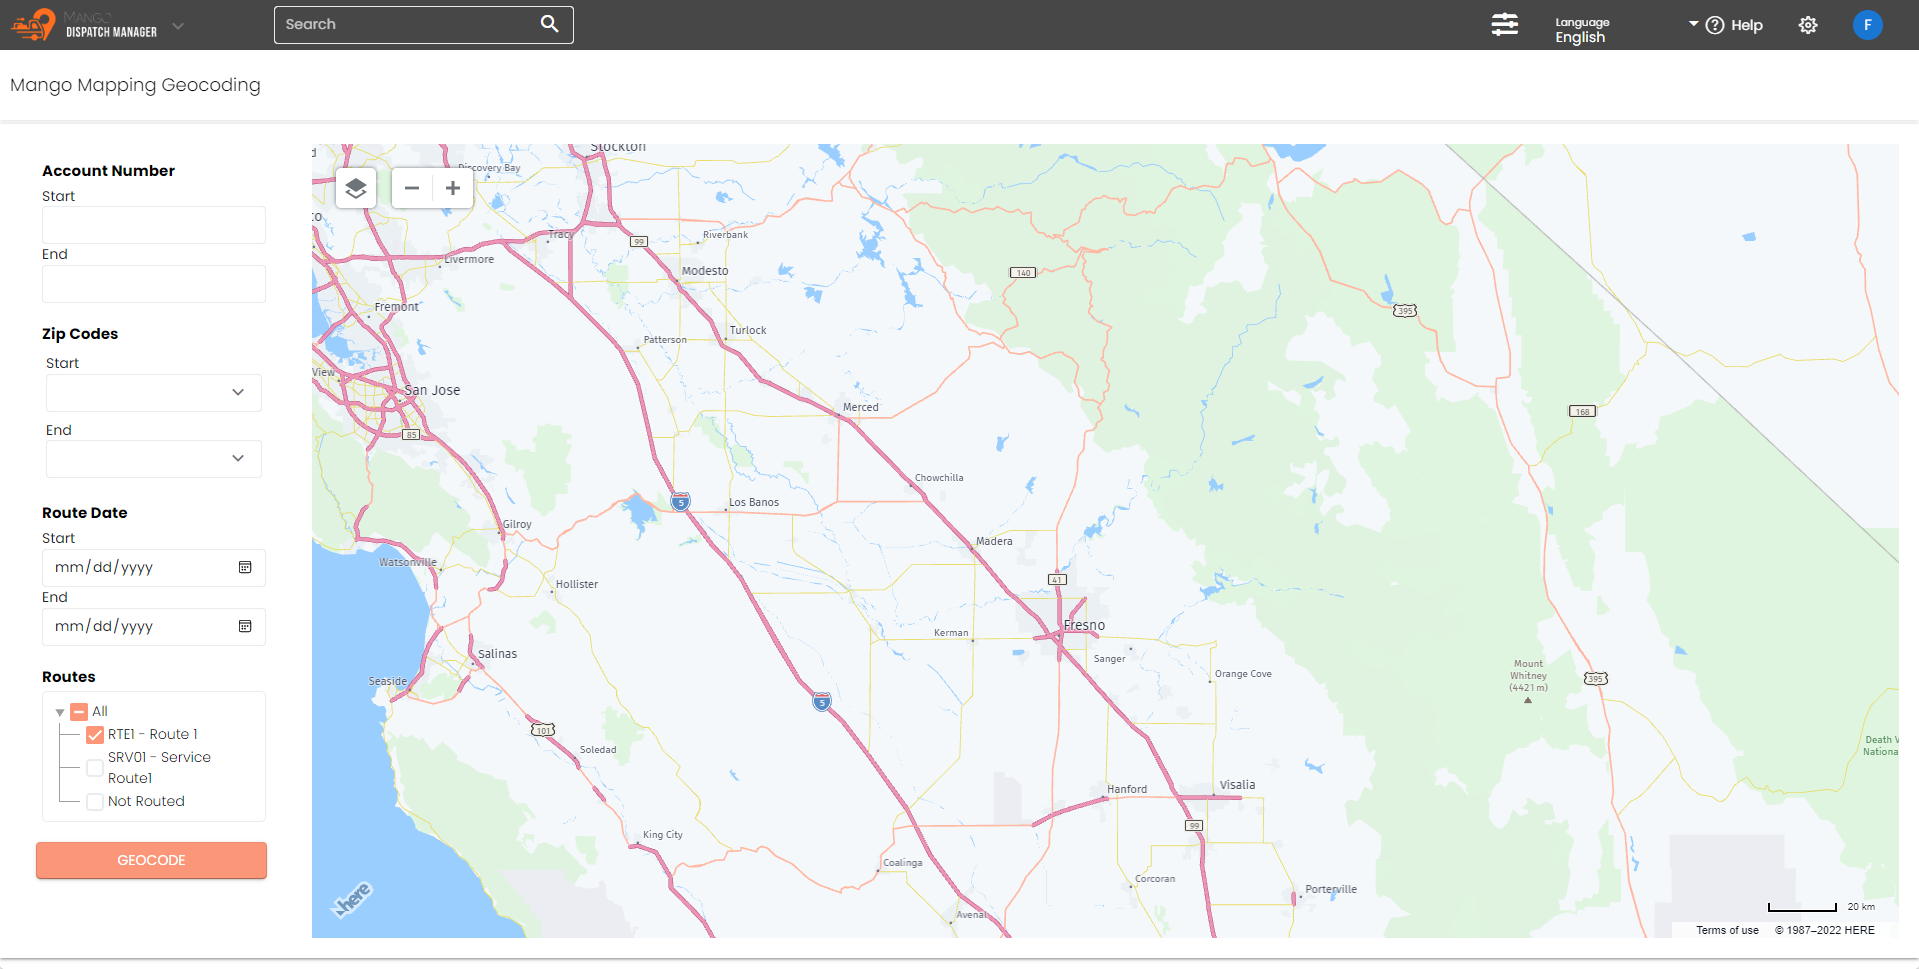 MANGO
DISPATCH MANAGER
Search
Language
English
Help
F
Mango Mapping Geocoding
Account Number
Start
End
Zip Codes
Start
End
Route Date
Start
mm/dd/yyyy
End
mm/dd/yyyy
Routes
All
RTE1 - Route 1
SRV01 - Service
Route1
Not Routed
GEOCODE
Stockton
Discovery Bay
Tracy
99
Riverbank
Livermore
Modesto
140
Fremont
395
Turlock
Patterson
View
San Jose
Merced
168
85
Chowchilla
5
Los Banos
Gilroy
Madera
Watsonville
Hollister
41
Fresno
Kerman
Salinas
Sanger
Mount
Whitney
(4421 m)
Orange Cove
395
Seaside
5
101
Soledad
Death V
Nationa
Visalia
Hanford
99
King City
Coalinga
Corcoran
Porterville
here
Avenal
20 km
Terms of use
© 1987–2022 HERE